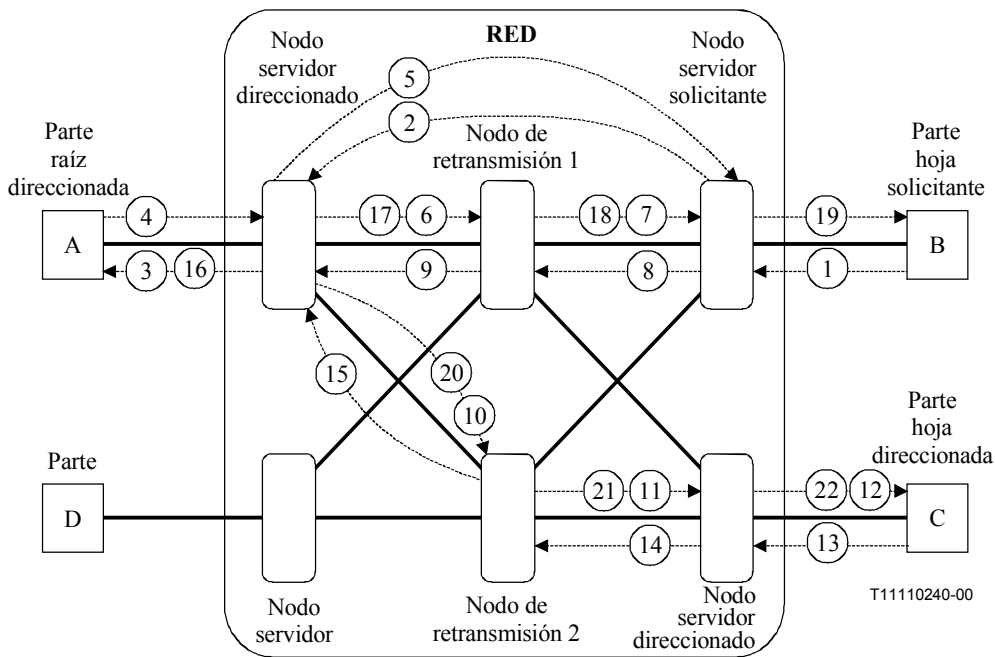 RED
Nodo
servidor
direccionado
Nodo
servidor
solicitante
5
2
Nodo de
retransmisión 1
Parte
raíz
direccionada
Parte
hoja
solicitante
4
17
6
18
7
19
A
B
3
16
9
8
1
15
20
10
Parte
Parte
hoja
direccionada
21
11
22
12
D
C
14
13
T11110240-00
Nodo
servidor
Nodo de
retransmisión 2
Nodo
servidor
direccionado